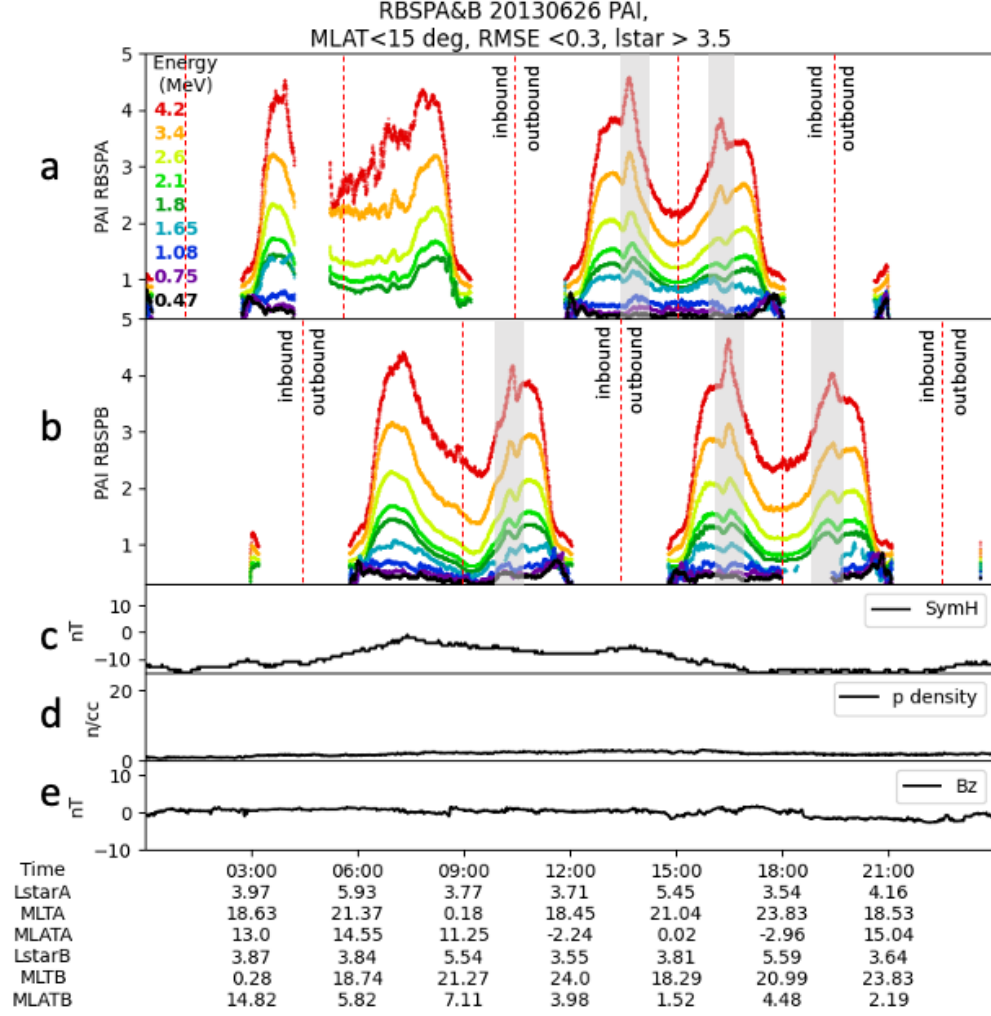 RBSPA&B 20130626 PAI,
MLAT<15 deg, RMSE <0.3, lstar > 3.5
a
PAI RBSPA
5
4
3
2
1
Energy
(MeV)
4.2
3.4
2.6
2.1
1.8
1.65
1.08
0.75
0.47
inbound
outbound
inbound
outbound
b
PAI RBSPB
5
4
3
2
1
inbound
outbound
inbound
outbound
inbound
outbound
c
nT
10
0
−10
SymH
d
n/cc
20
0
p density
e
nT
10
0
−10
Bz
Time 03:00 06:00 09:00 12:00 15:00 18:00 21:00
LstarA 3.97 5.93 3.77 3.71 5.45 3.54 4.16
MLTA 18.63 21.37 0.18 18.45 21.04 23.83 18.53
MLATA 13.0 14.55 11.25 -2.24 0.02 -2.96 15.04
LstarB 3.87 3.84 5.54 3.55 3.81 5.59 3.64
MLTB 0.28 18.74 21.27 24.0 18.29 20.99 23.83
MLATB 14.82 5.82 7.11 3.98 1.52 4.48 2.19